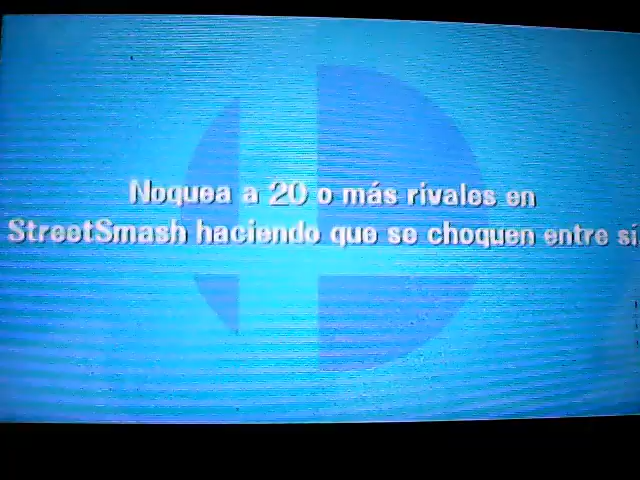 Noquea a 20 o más rivales en
StreetSmash haciendo que se choquen entre sí